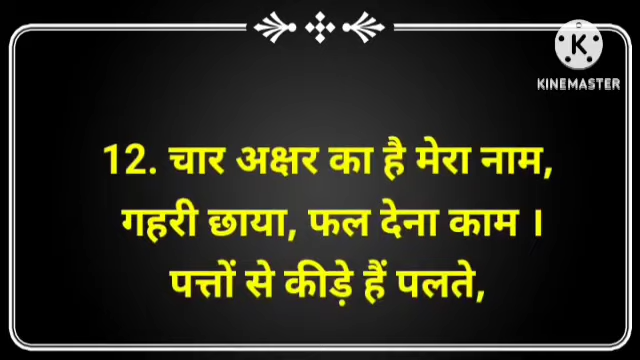 K
KINEMASTER
12. चार अक्षर का है मेरा नाम,
गहरी छाया, फल देना काम ।
पत्तों से कीड़े हैं पलते,